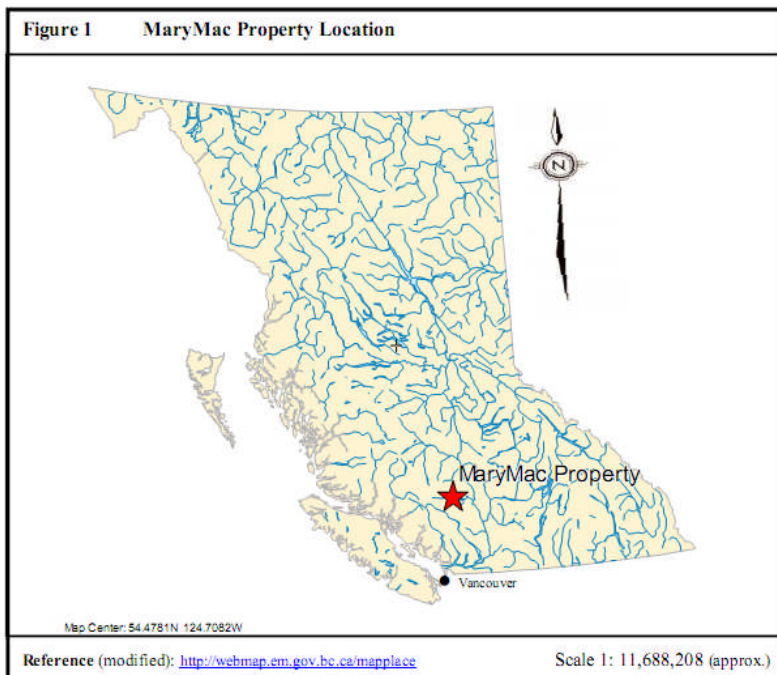 Figure 1 MaryMac Property Location
N
MaryMac Property
Vancouver
Map Center: 54.4781N 124.7082W
Reference (modified): http://webmap.em.gov.bc.ca/mapplace Scale 1: 11,688,208 (approx.)